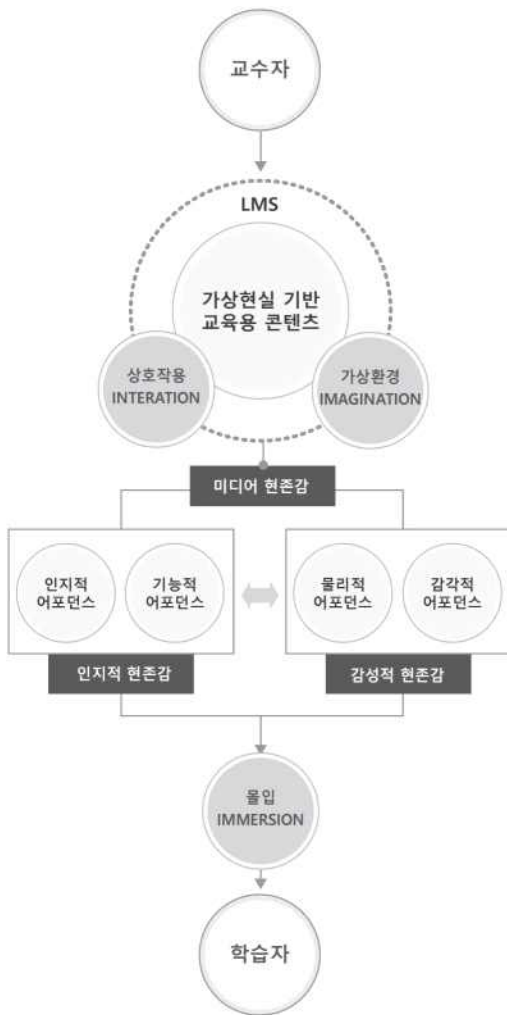 교수자
LMS
가상현실 기반
교육용 콘텐츠
상호작용
INTERATION
가상환경
IMAGINATION
미디어 현존감
인지적
어포던스
기능적
어포던스
물리적
어포던스
감각적
어포던스
인지적 현존감
감성적 현존감
몰입
IMMERSION
학습자